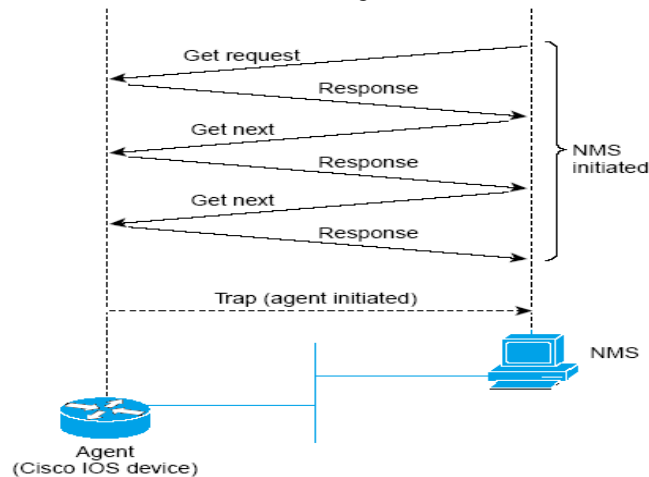 Get request
Response
Get next
Response
Get next
Response
NMS
initiated
Trap (agent initiated)
NMS
Agent
(Cisco IOS device)